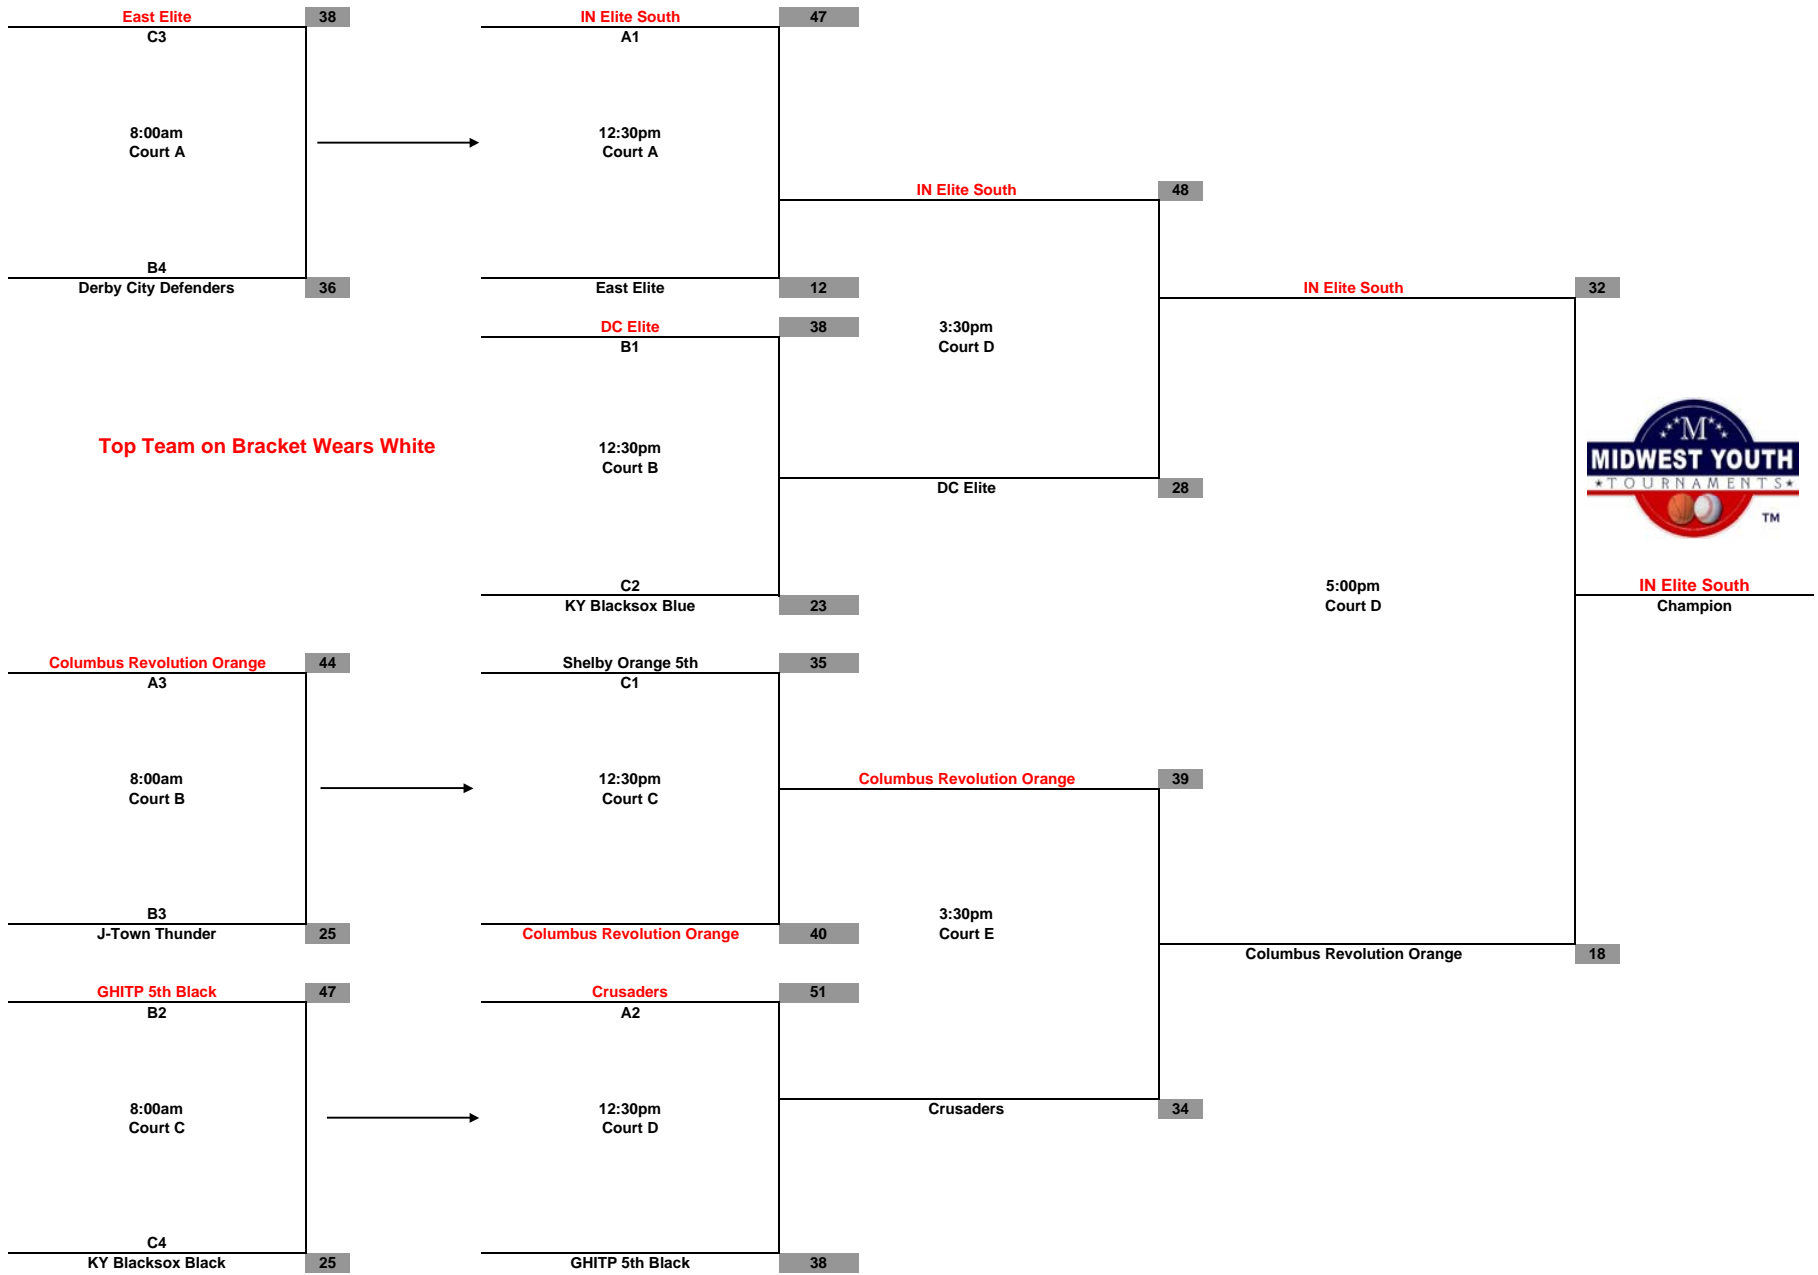 East Elite 38
C3
8:00am
Court A
B4
Derby City Defenders 36
IN Elite South 47
A1
12:30pm
Court A
East Elite 12
DC Elite 38
B1
12:30pm
Court B
C2
KY Blacksox Blue 23
IN Elite South 48
3:30pm
Court D
DC Elite 28
IN Elite South 32
Top Team on Bracket Wears White
M
MIDWEST YOUTH
★TOURNAMENTS★
TM
5:00pm
Court D
IN Elite South
Champion
Columbus Revolution Orange 44
A3
8:00am
Court B
B3
J-Town Thunder 25
Shelby Orange 5th 35
C1
12:30pm
Court C
Columbus Revolution Orange 40
Columbus Revolution Orange 39
3:30pm
Court E
Columbus Revolution Orange 18
GHITP 5th Black 47
B2
8:00am
Court C
C4
KY Blacksox Black 25
Crusaders 51
A2
12:30pm
Court D
GHITP 5th Black 38
Crusaders 34